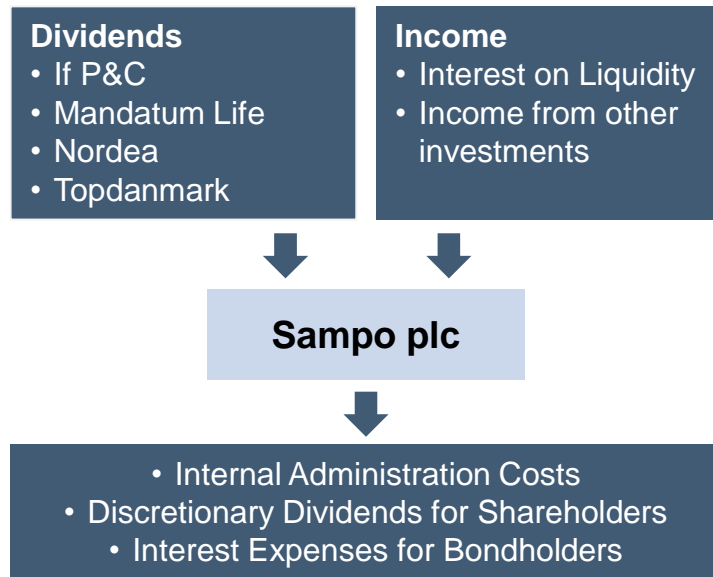 Dividends
• If P&C
• Mandatum Life
• Nordea
• Topdanmark
Income
• Interest on Liquidity
• Income from other
investments
Sampo plc
• Internal Administration Costs
• Discretionary Dividends for Shareholders
• Interest Expenses for Bondholders